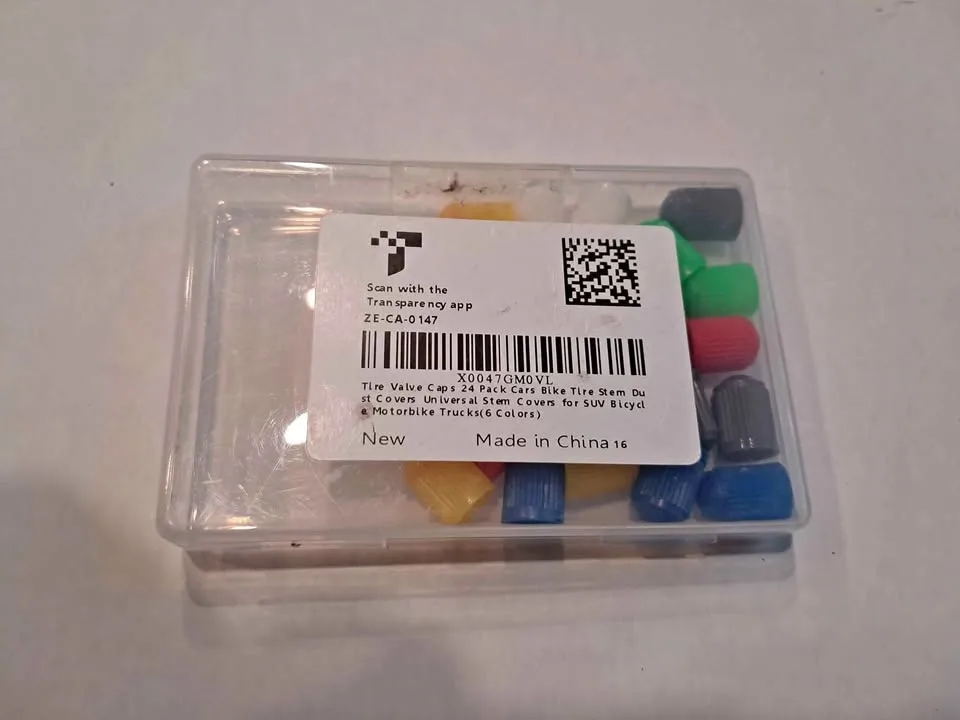 Scan with the
Transparency app
ZE-CA-0147
X0047GM0VL
Tire Valve Caps 24 Pack Cars Bike Tire Stem Du
st Covers Universal Stem Covers for SUV Bicycl
e Motorbike Trucks(6 Colors)
New Made in China 16